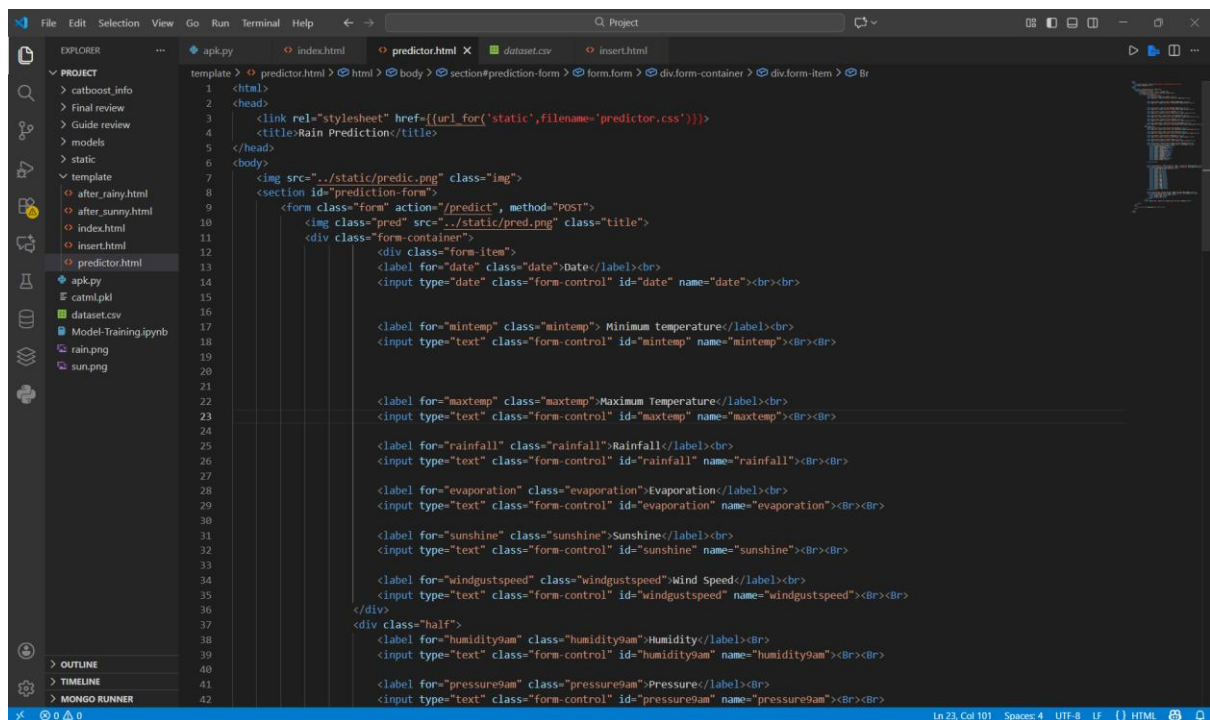 File Edit Selection View Go Run Terminal Help
Project
EXPLORER
apk.py index.html predictor.html dataset.csv insert.html
PROJECT
catboost_info
Final review
Guide review
models
static
template
after_rainy.html
after_sunny.html
index.html
insert.html
predictor.html
apk.py
catml.pkl
dataset.csv
Model-Training.ipynb
rain.png
sun.png
OUTLINE
TIMELINE
MONGO RUNNER
template > predictor.html > html > body > section#prediction-form > form.form > div.form-container > div.form-item > Br
1 <html>
2 <head>
3 <link rel="stylesheet" href={{url_for('static',filename='predictor.css')}}>
4 <title>Rain Prediction</title>
5 </head>
6 <body>
7 <img src="../static/predic.png" class="img">
8 <section id="prediction-form">
9 <form class="form" action="/predict", method="POST">
10 <img class="pred" src="../static/pred.png" class="title">
11 <div class="form-container">
12 <div class="form-item">
13 <label for="date" class="date">Date</label><br>
14 <input type="date" class="form-control" id="date" name="date"><br><br>
15
16
17 <label for="mintemp" class="mintemp"> Minimum temperature</label><br>
18 <input type="text" class="form-control" id="mintemp" name="mintemp"><Br><Br>
19
20
21
22 <label for="maxtemp" class="maxtemp">Maximum Temperature</label><br>
23 <input type="text" class="form-control" id="maxtemp" name="maxtemp"><Br><Br>
24
25 <label for="rainfall" class="rainfall">Rainfall</label><br>
26 <input type="text" class="form-control" id="rainfall" name="rainfall"><Br><Br>
27
28 <label for="evaporation" class="evaporation">Evaporation</label><br>
29 <input type="text" class="form-control" id="evaporation" name="evaporation"><Br><Br>
30
31 <label for="sunshine" class="sunshine">Sunshine</label><br>
32 <input type="text" class="form-control" id="sunshine" name="sunshine"><Br><Br>
33
34 <label for="windgustspeed" class="windgustspeed">Wind Speed</label><br>
35 <input type="text" class="form-control" id="windgustspeed" name="windgustspeed"><Br><Br>
36 </div>
37 <div class="half">
38 <label for="humidity9am" class="humidity9am">Humidity</label><Br>
39 <input type="text" class="form-control" id="humidity9am" name="humidity9am"><Br><Br>
40
41 <label for="pressure9am" class="pressure9am">Pressure</label><Br>
42 <input type="text" class="form-control" id="pressure9am" name="pressure9am"><Br><Br>
0 0 Ln 23, Col 101 Spaces: 4 UTF-8 LF {} HTML